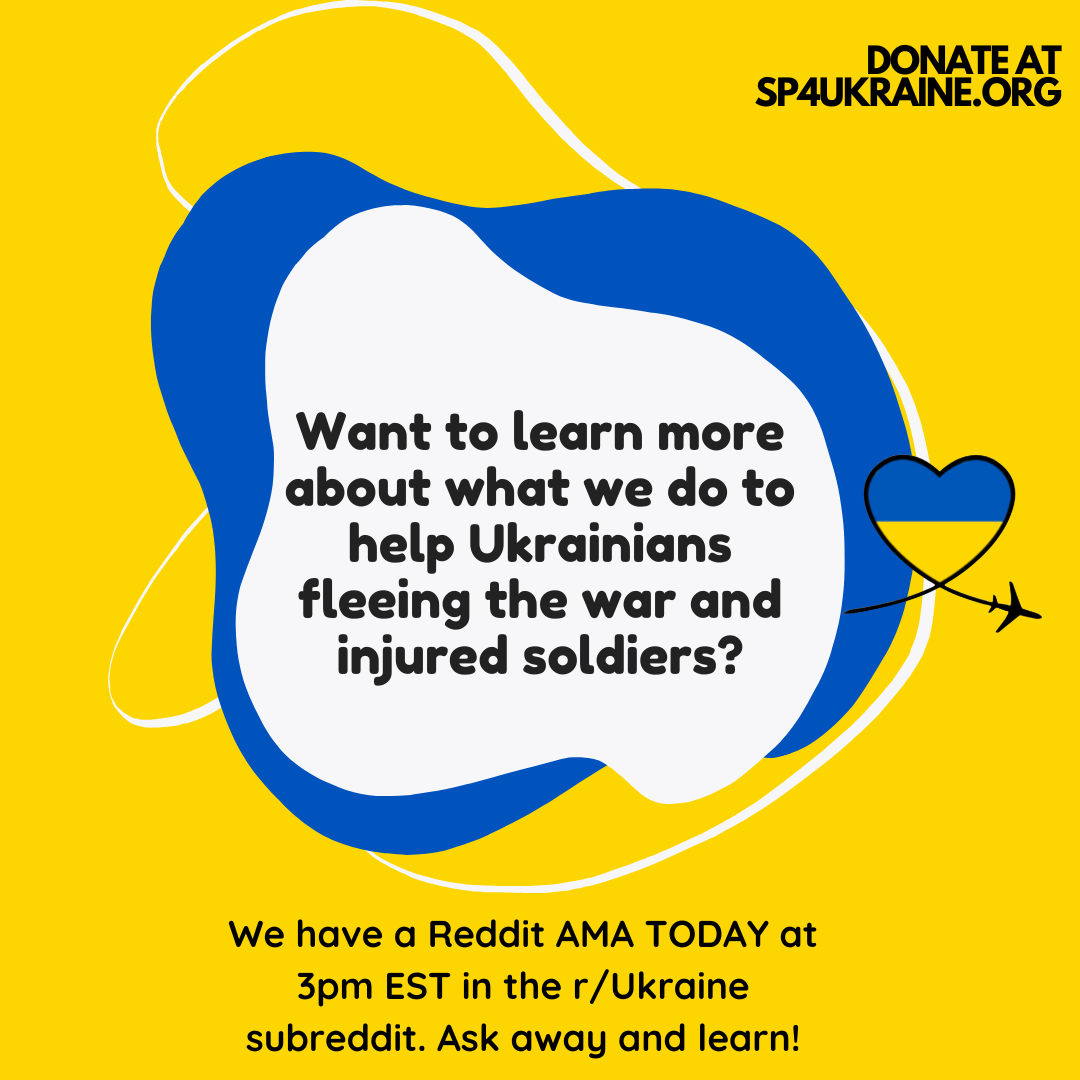 DONATE AT
SP4UKRAINE.ORG
Want to learn more
about what we do to
help Ukrainians
fleeing the war and
injured soldiers?
We have a Reddit AMA TODAY at
3pm EST in the r/Ukraine
subreddit. Ask away and learn!